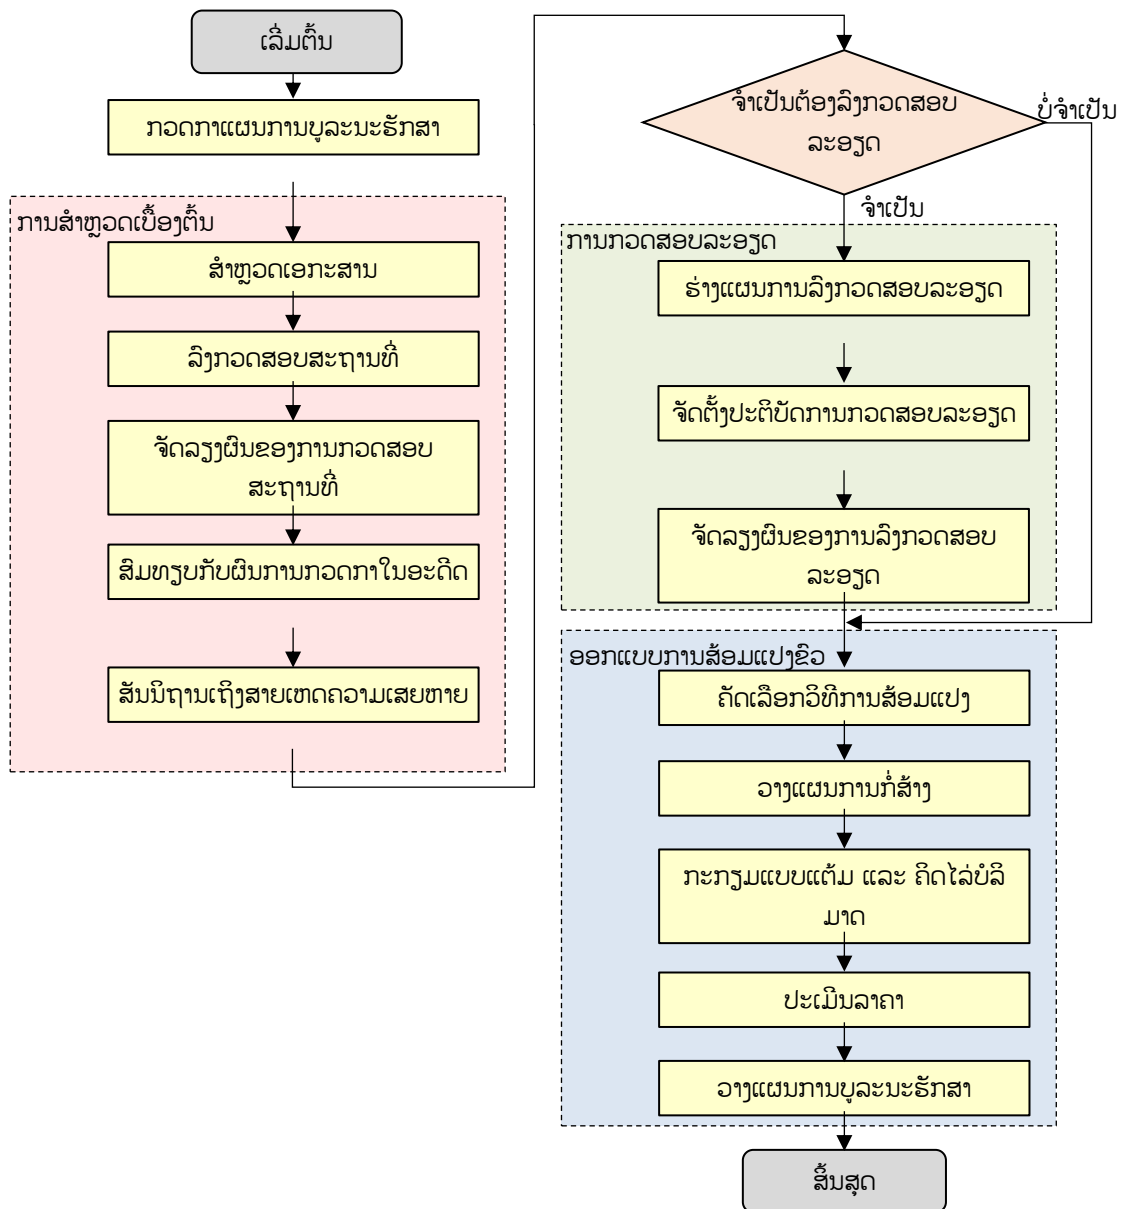 ເລີ່ມຕົ້ນ
ກວດກາແຜນການບູລະນະຮັກສາ
ການສຳຫຼວດເບື້ອງຕົ້ນ
ສຳຫຼວດເອກະສານ
ລົງກວດສອບສະຖານທີ່
ຈັດລຽງຜົນຂອງການກວດສອບ
ສະຖານທີ່
ສົມທຽບກັບຜົນການກວດກາໃນອະດີດ
ສັນນິຖານເຖິງສາຍເຫດຄວາມເສຍຫາຍ
ຈຳເປັນຕ້ອງລົງກວດສອບ
ລະອຽດ
ບໍ່ຈຳເປັນ
ຈຳເປັນ
ການກວດສອບລະອຽດ
ຮ່າງແຜນການລົງກວດສອບລະອຽດ
ຈັດຕັ້ງປະຕິບັດການກວດສອບລະອຽດ
ຈັດລຽງຜົນຂອງການລົງກວດສອບ
ລະອຽດ
ອອກແບບການສ້ອມແປງຂົວ
ຄັດເລືອກວິທີການສ້ອມແປງ
ວາງແຜນການກໍ່ສ້າງ
ກະກຽມແບບແຕ້ມ ແລະ ຄິດໄລ່ບໍລິ
ມາດ
ປະເມີນລາຄາ
ວາງແຜນການບູລະນະຮັກສາ
ສິ້ນສຸດ